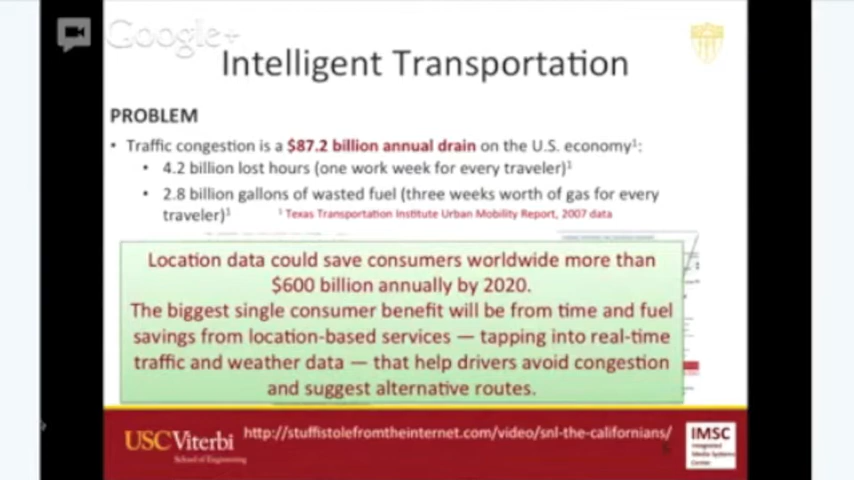 Google+
Intelligent Transportation
PROBLEM
• Traffic congestion is a $87.2 billion annual drain on the U.S. economy¹:
• 4.2 billion lost hours (one work week for every traveler)¹
• 2.8 billion gallons of wasted fuel (three weeks worth of gas for every
traveler)¹ ¹ Texas Transportation Institute Urban Mobility Report, 2007 data
Location data could save consumers worldwide more than
$600 billion annually by 2020.
The biggest single consumer benefit will be from time and fuel
savings from location-based services — tapping into real-time
traffic and weather data — that help drivers avoid congestion
and suggest alternative routes.
USC Viterbi
School of Engineering
http://stuffistolefromtheinternet.com/video/snl-the-californians/
IMSC
Integrated
Media Systems
Center